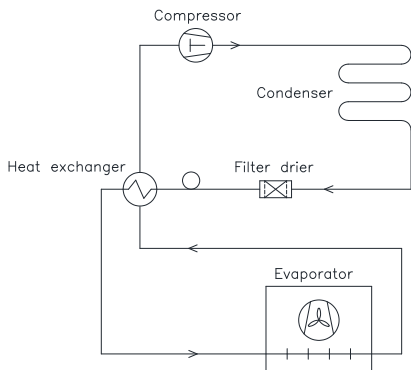 Compressor
Condenser
Heat exchanger
Filter drier
Evaporator